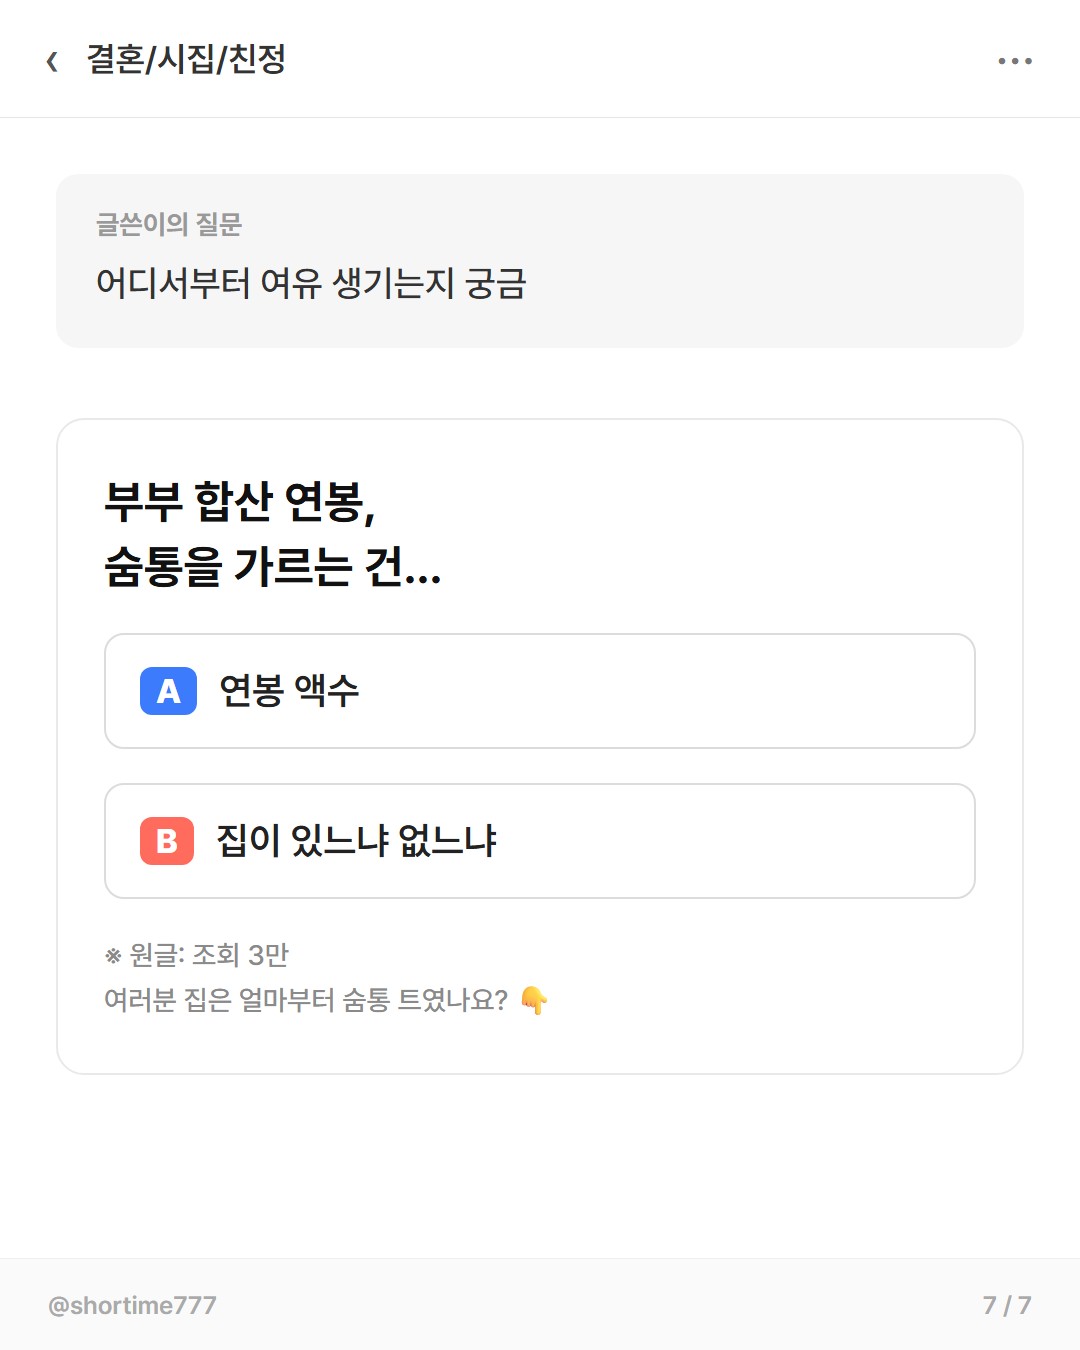 결혼/시집/친정
글쓴이의 질문
어디서부터 여유 생기는지 궁금
부부 합산 연봉,
숨통을 가르는 건...
A 연봉 액수
B 집이 있느냐 없느냐
※ 원글: 조회 3만
여러분 집은 얼마부터 숨통 트였나요? 👇
@shortime777
7 / 7